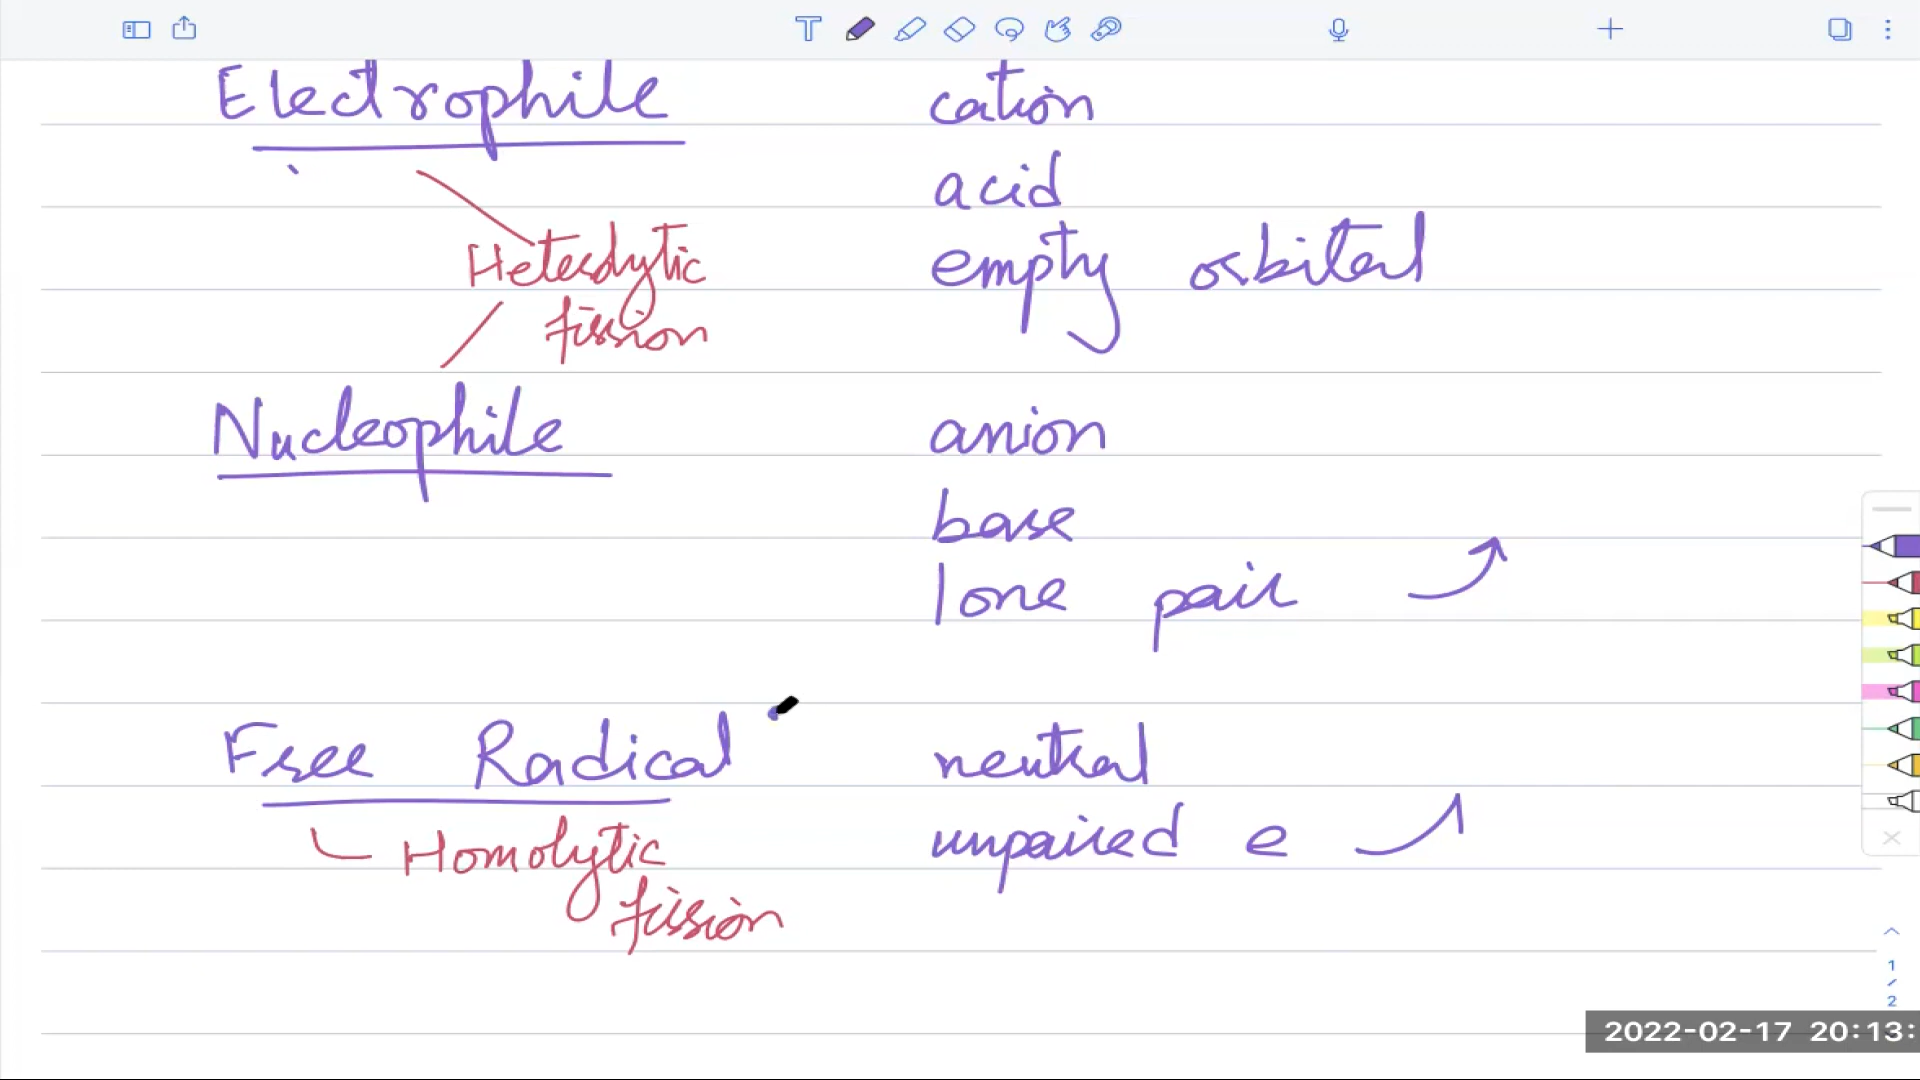 Electrophile cation
acid
Heterolytic empty orbital
fission
Nucleophile anion
base
lone pair
Free Radical neutral
Homolytic unpaired e
fission
1
/
2
2022-02-17 20:13: